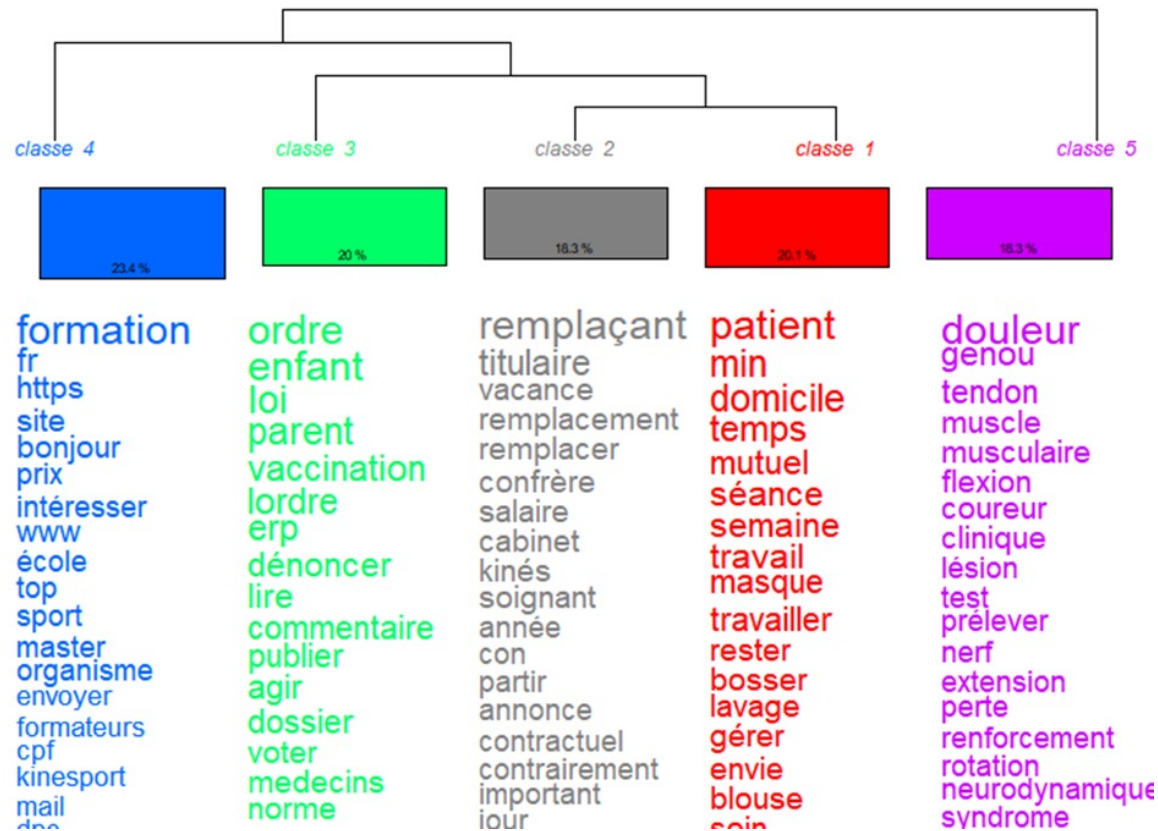 classe 4
classe 3
classe 2
classe 1
classe 5
23.4 %
20 %
18.3 %
20.1 %
18.3 %
formation
fr
https
site
bonjour
prix
intéresser
www
école
top
sport
master
organisme
envoyer
formateurs
cpf
kinesport
mail
dpc
ordre
enfant
loi
parent
vaccination
lordre
erp
dénoncer
lire
commentaire
publier
agir
dossier
voter
medecins
norme
remplaçant
titulaire
vacance
remplacement
remplacer
confrère
salaire
cabinet
kinés
soignant
année
con
partir
annonce
contractuel
contrairement
important
jour
patient
min
domicile
temps
mutuel
séance
semaine
travail
masque
travailler
rester
bosser
lavage
gérer
envie
blouse
soin
douleur
genou
tendon
muscle
musculaire
flexion
coureur
clinique
lésion
test
prélever
nerf
extension
perte
renforcement
rotation
neurodynamique
syndrome